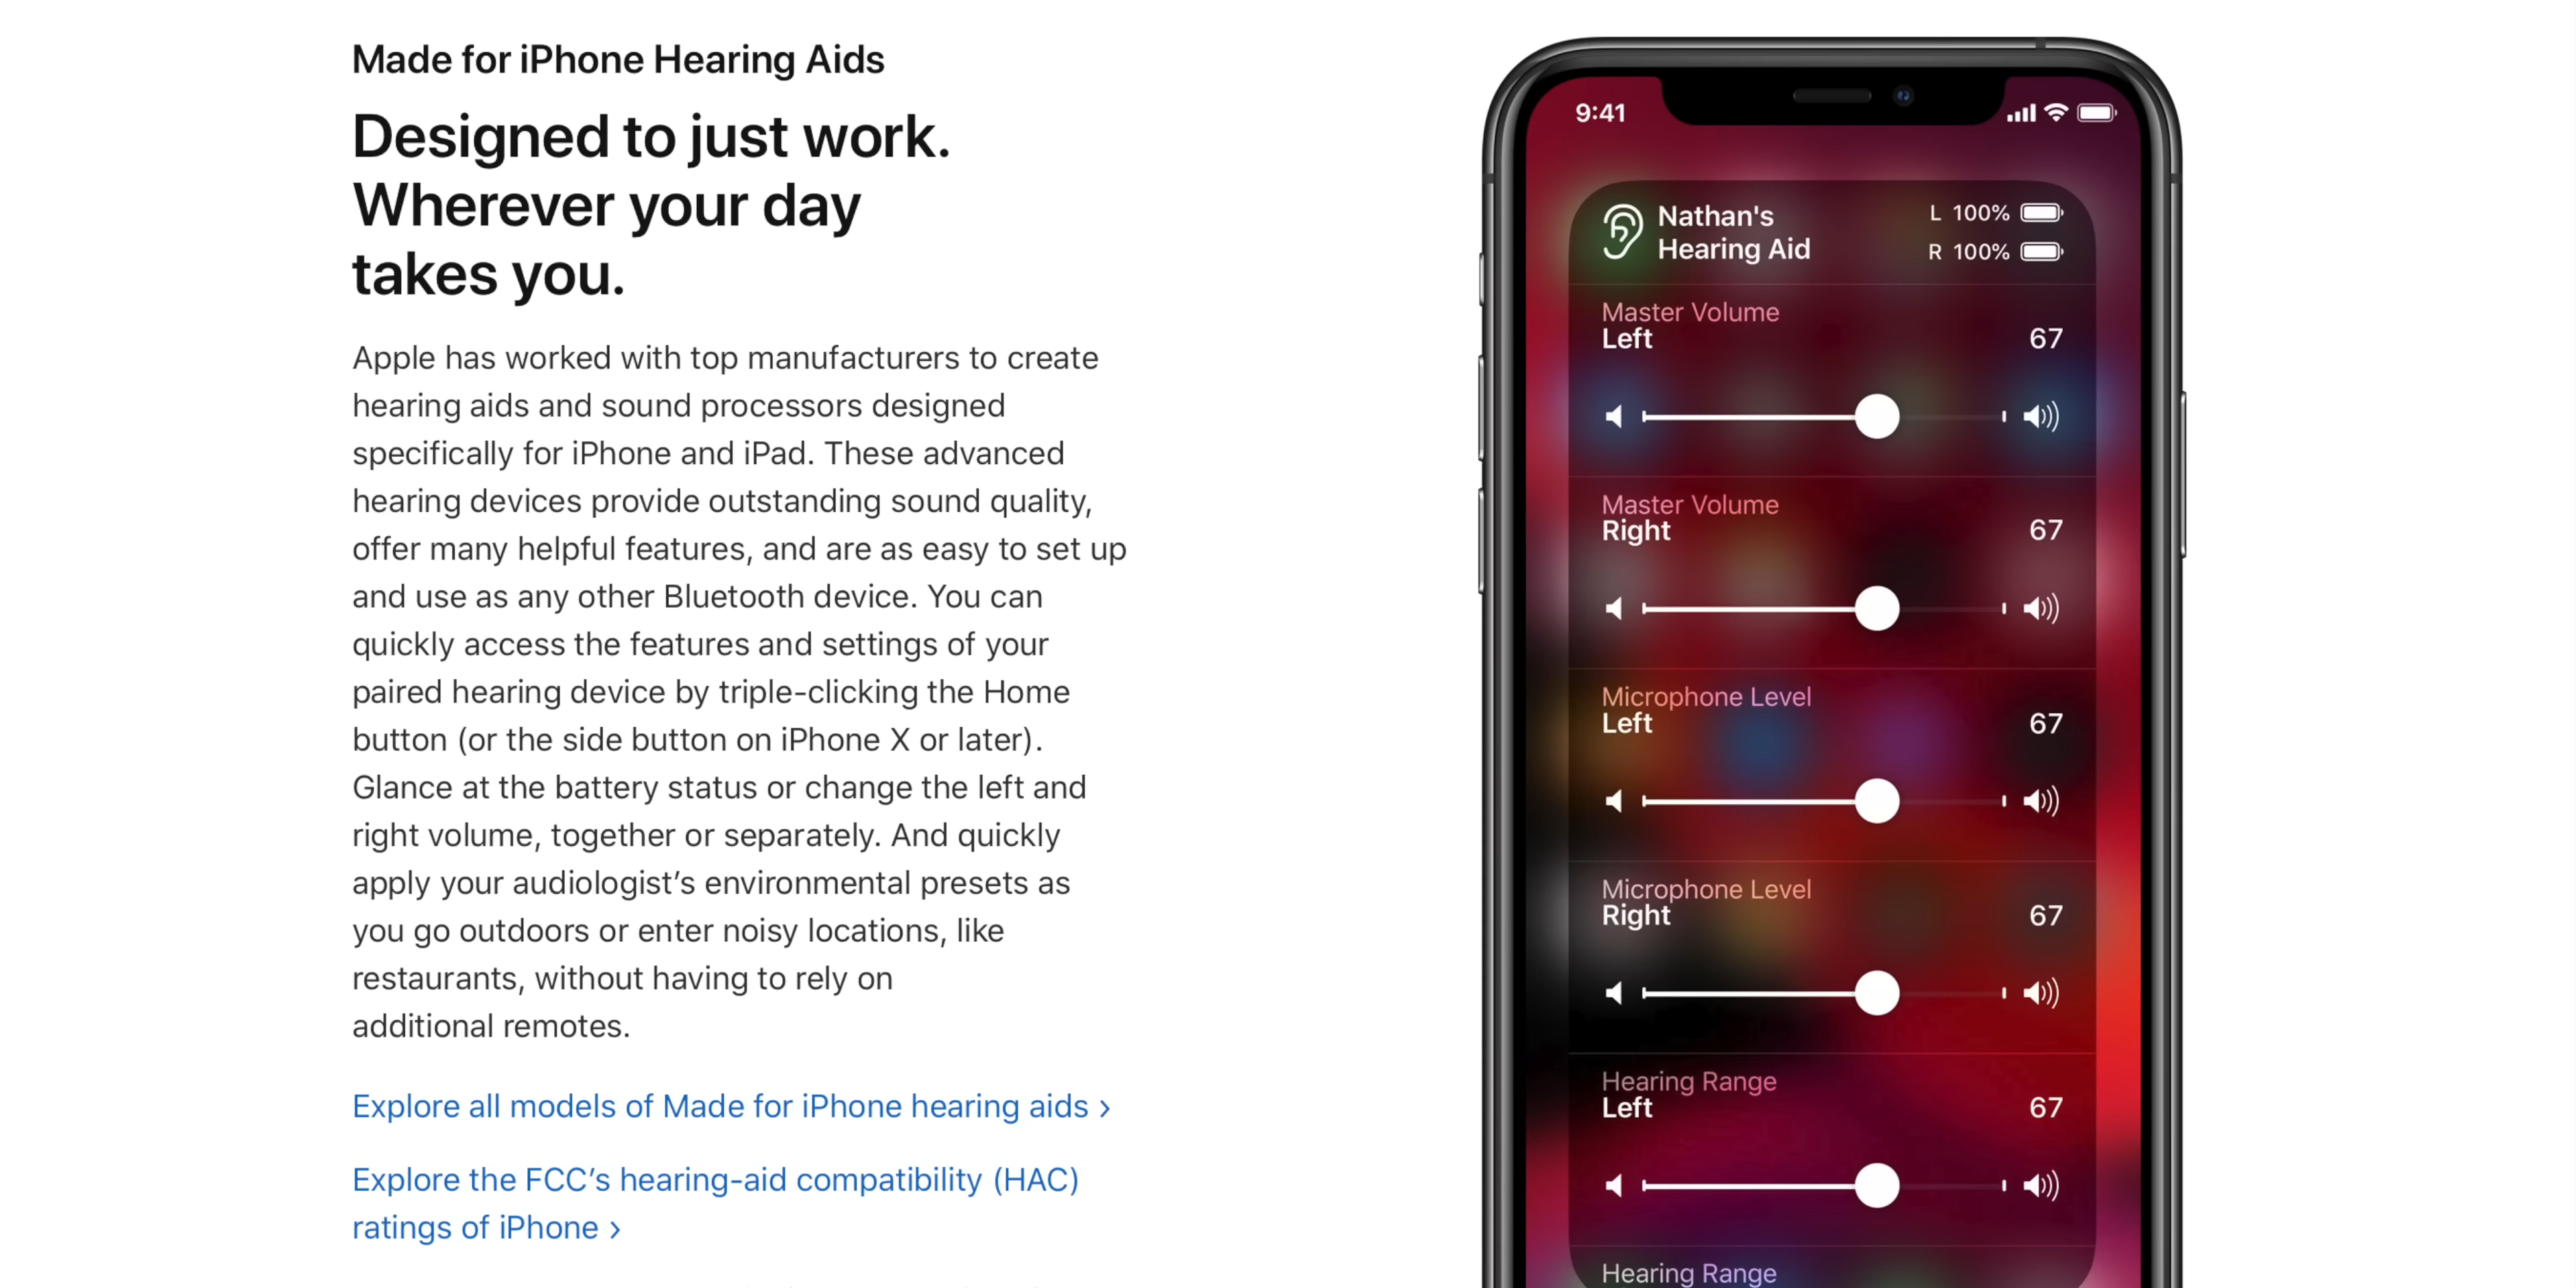 Made for iPhone Hearing Aids
Designed to just work.
Wherever your day
takes you.
Apple has worked with top manufacturers to create
hearing aids and sound processors designed
specifically for iPhone and iPad. These advanced
hearing devices provide outstanding sound quality,
offer many helpful features, and are as easy to set up
and use as any other Bluetooth device. You can
quickly access the features and settings of your
paired hearing device by triple-clicking the Home
button (or the side button on iPhone X or later).
Glance at the battery status or change the left and
right volume, together or separately. And quickly
apply your audiologist’s environmental presets as
you go outdoors or enter noisy locations, like
restaurants, without having to rely on
additional remotes.
Explore all models of Made for iPhone hearing aids ›
Explore the FCC’s hearing-aid compatibility (HAC)
ratings of iPhone ›
9:41
Nathan's
Hearing Aid
L 100%
R 100%
Master Volume
Left 67
Master Volume
Right 67
Microphone Level
Left 67
Microphone Level
Right 67
Hearing Range
Left 67
Hearing Range